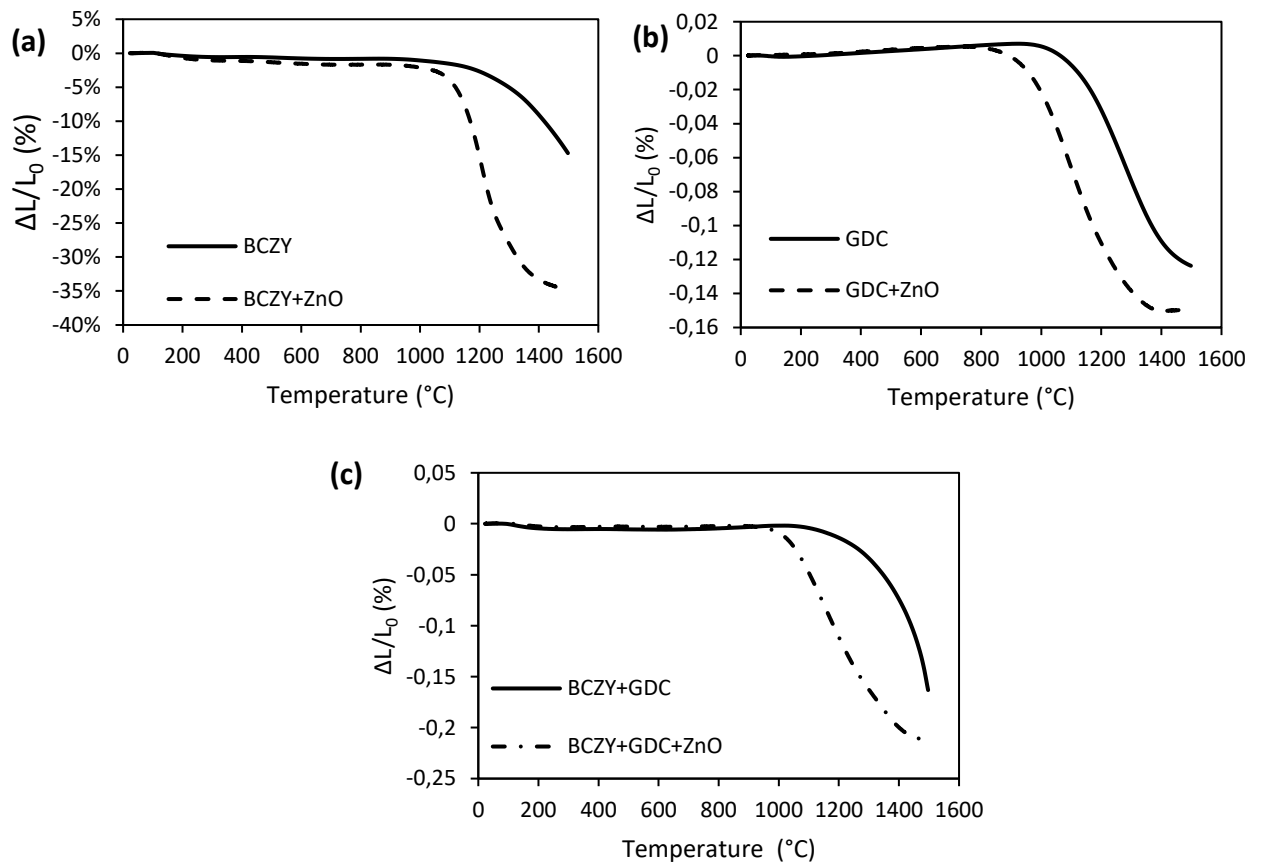 (a)
ΔL/L0 (%)
5%
0%
-5%
-10%
-15%
-20%
-25%
-30%
-35%
-40%
BCZY
BCZY+ZnO
0 200 400 600 800 1000 1200 1400 1600
Temperature (°C)
(b)
ΔL/L0 (%)
0,02
0
-0,02
-0,04
-0,06
-0,08
-0,1
-0,12
-0,14
-0,16
GDC
GDC+ZnO
0 200 400 600 800 1000 1200 1400 1600
Temperature (°C)
(c)
ΔL/L0 (%)
0,05
0
-0,05
-0,1
-0,15
-0,2
-0,25
BCZY+GDC
BCZY+GDC+ZnO
0 200 400 600 800 1000 1200 1400 1600
Temperature (°C)